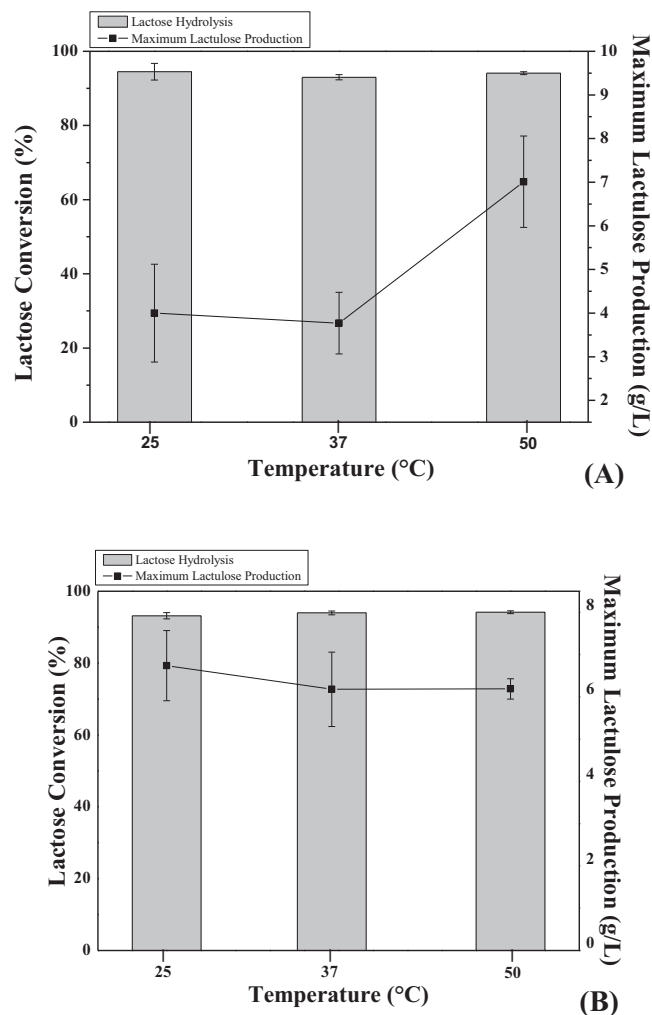 Lactose Hydrolysis
Maximum Lactulose Production
100
80
60
40
20
0
Lactose Conversion (%)
10
9
8
7
6
5
4
3
2
Maximum Lactulose Production (g/L)
25 37 50
Temperature (°C)
(A)
Lactose Hydrolysis
Maximum Lactulose Production
100
80
60
40
20
0
Lactose Conversion (%)
8
6
4
2
0
Maximum Lactulose Production (g/L)
25 37 50
Temperature (°C)
(B)